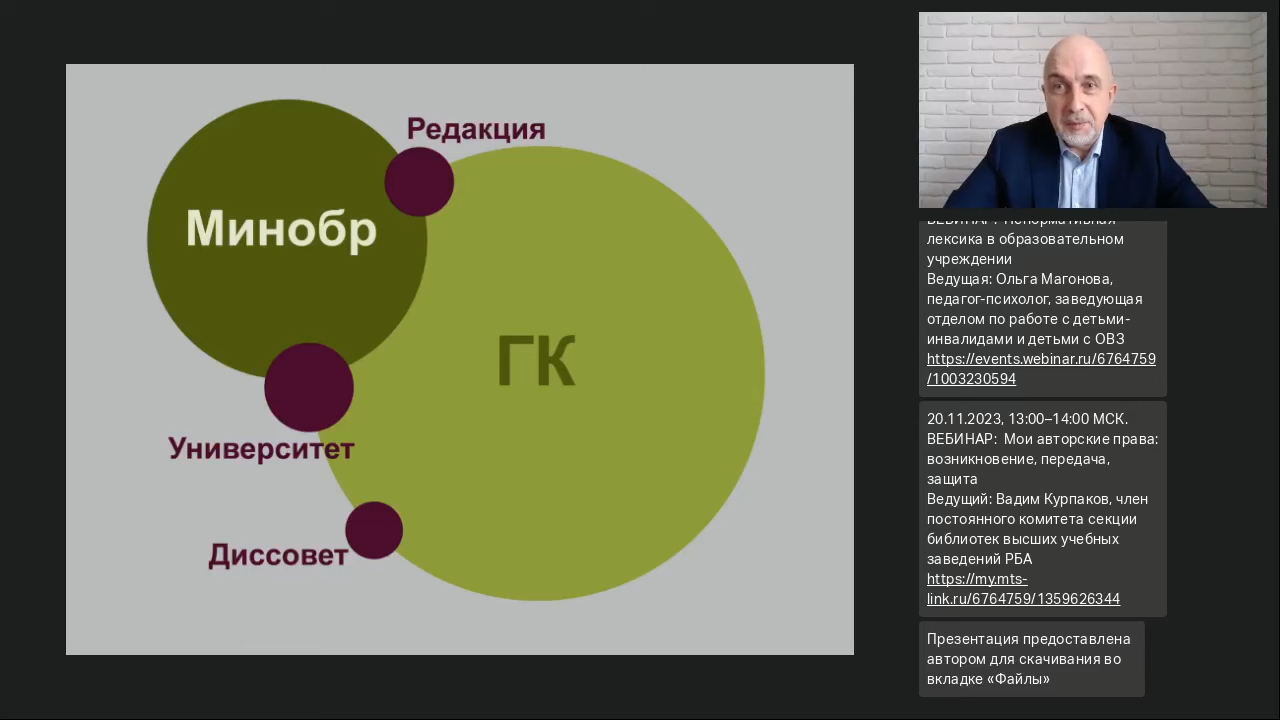 Редакция
Минобр
ГК
Университет
Диссовет
ВЕБИНАР: Ненормативная
лексика в образовательном
учреждении
Ведущая: Ольга Магонова,
педагог-психолог, заведующая
отделом по работе с детьми-
инвалидами и детьми с ОВЗ
https://events.webinar.ru/6764759
/1003230594
20.11.2023, 13:00–14:00 МСК.
ВЕБИНАР: Мои авторские права:
возникновение, передача,
защита
Ведущий: Вадим Курпаков, член
постоянного комитета секции
библиотек высших учебных
заведений РБА
https://my.mts-
link.ru/6764759/1359626344
Презентация предоставлена
автором для скачивания во
вкладке «Файлы»